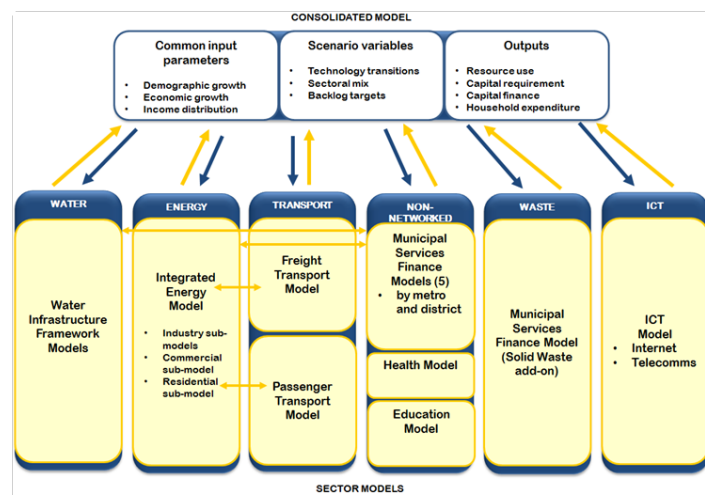 CONSOLIDATED MODEL
Common input
parameters
• Demographic growth
• Economic growth
• Income distribution
Scenario variables
• Technology transitions
• Sectoral mix
• Backlog targets
Outputs
• Resource use
• Capital requirement
• Capital finance
• Household expenditure
WATER
Water
Infrastructure
Framework
Models
ENERGY
Integrated
Energy
Model
• Industry sub-
models
• Commercial
sub-model
• Residential
sub-model
TRANSPORT
Freight
Transport
Model
Passenger
Transport
Model
NON-
NETWORKED
Municipal
Services
Finance
Models (5)
• by metro
and district
Health Model
Education
Model
WASTE
Municipal
Services
Finance Model
(Solid Waste
add-on)
ICT
ICT
Model
• Internet
• Telecomms
SECTOR MODELS